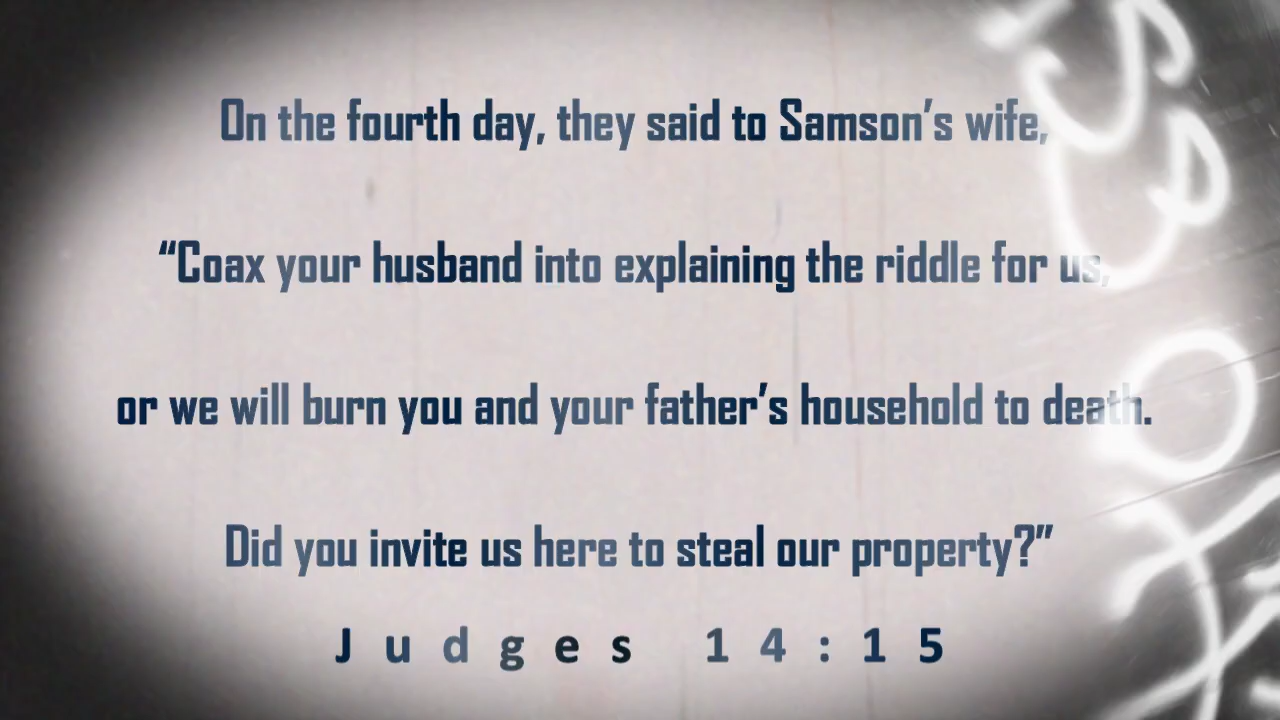 On the fourth day, they said to Samson’s wife,
“Coax your husband into explaining the riddle for us,
or we will burn you and your father’s household to death.
Did you invite us here to steal our property?”
Judges 14:15